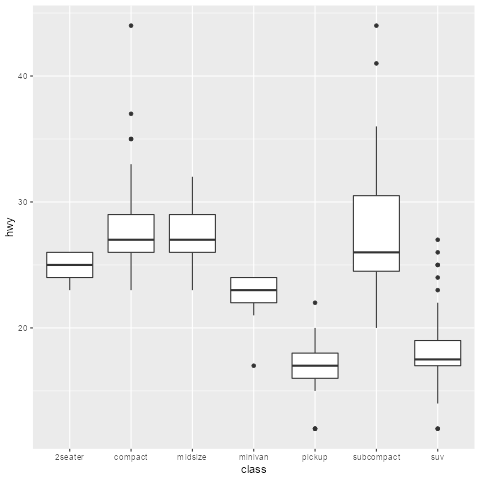 40
30
20
hwy
2seater compact midsize minivan pickup subcompact suv
class